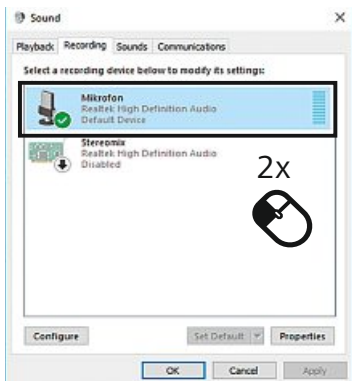 Sound
Playback Recording Sounds Communications
Select a recording device below to modify its settings:
Mikrofon
Realtek High Definition Audio
Default Device
Stereomix
Realtek High Definition Audio
Disabled
2x
Configure Set Default Properties
OK Cancel Apply